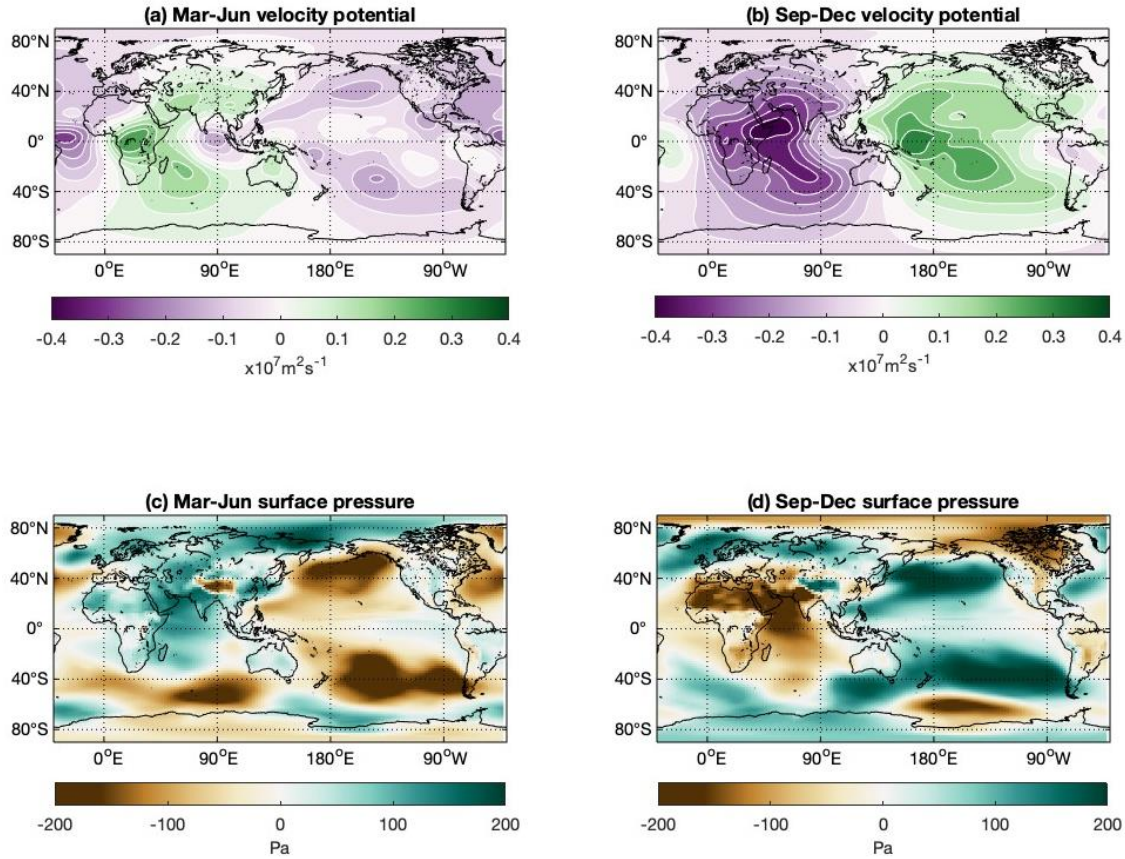 (a) Mar-Jun velocity potential
80°N
40°N
0°
40°S
80°S
0°E 90°E 180°E 90°W
-0.4 -0.3 -0.2 -0.1 0 0.1 0.2 0.3 0.4
x10⁷m²s⁻¹
(b) Sep-Dec velocity potential
80°N
40°N
0°
40°S
80°S
0°E 90°E 180°E 90°W
-0.4 -0.3 -0.2 -0.1 0 0.1 0.2 0.3 0.4
x10⁷m²s⁻¹
(c) Mar-Jun surface pressure
80°N
40°N
0°
40°S
80°S
0°E 90°E 180°E 90°W
-200 -100 0 100 200
Pa
(d) Sep-Dec surface pressure
80°N
40°N
0°
40°S
80°S
0°E 90°E 180°E 90°W
-200 -100 0 100 200
Pa